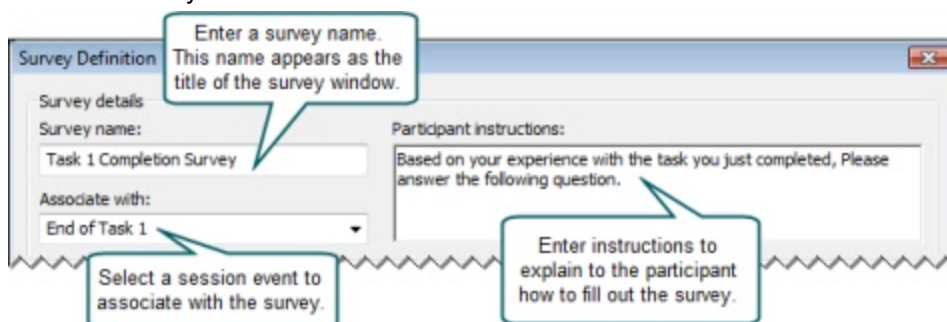 Enter a survey name.
This name appears as the
title of the survey window.
Survey Definition
Survey details
Survey name:
Participant instructions:
Task 1 Completion Survey
Based on your experience with the task you just completed, Please
answer the following question.
Associate with:
End of Task 1
Select a session event to
associate with the survey.
Enter instructions to
explain to the participant
how to fill out the survey.